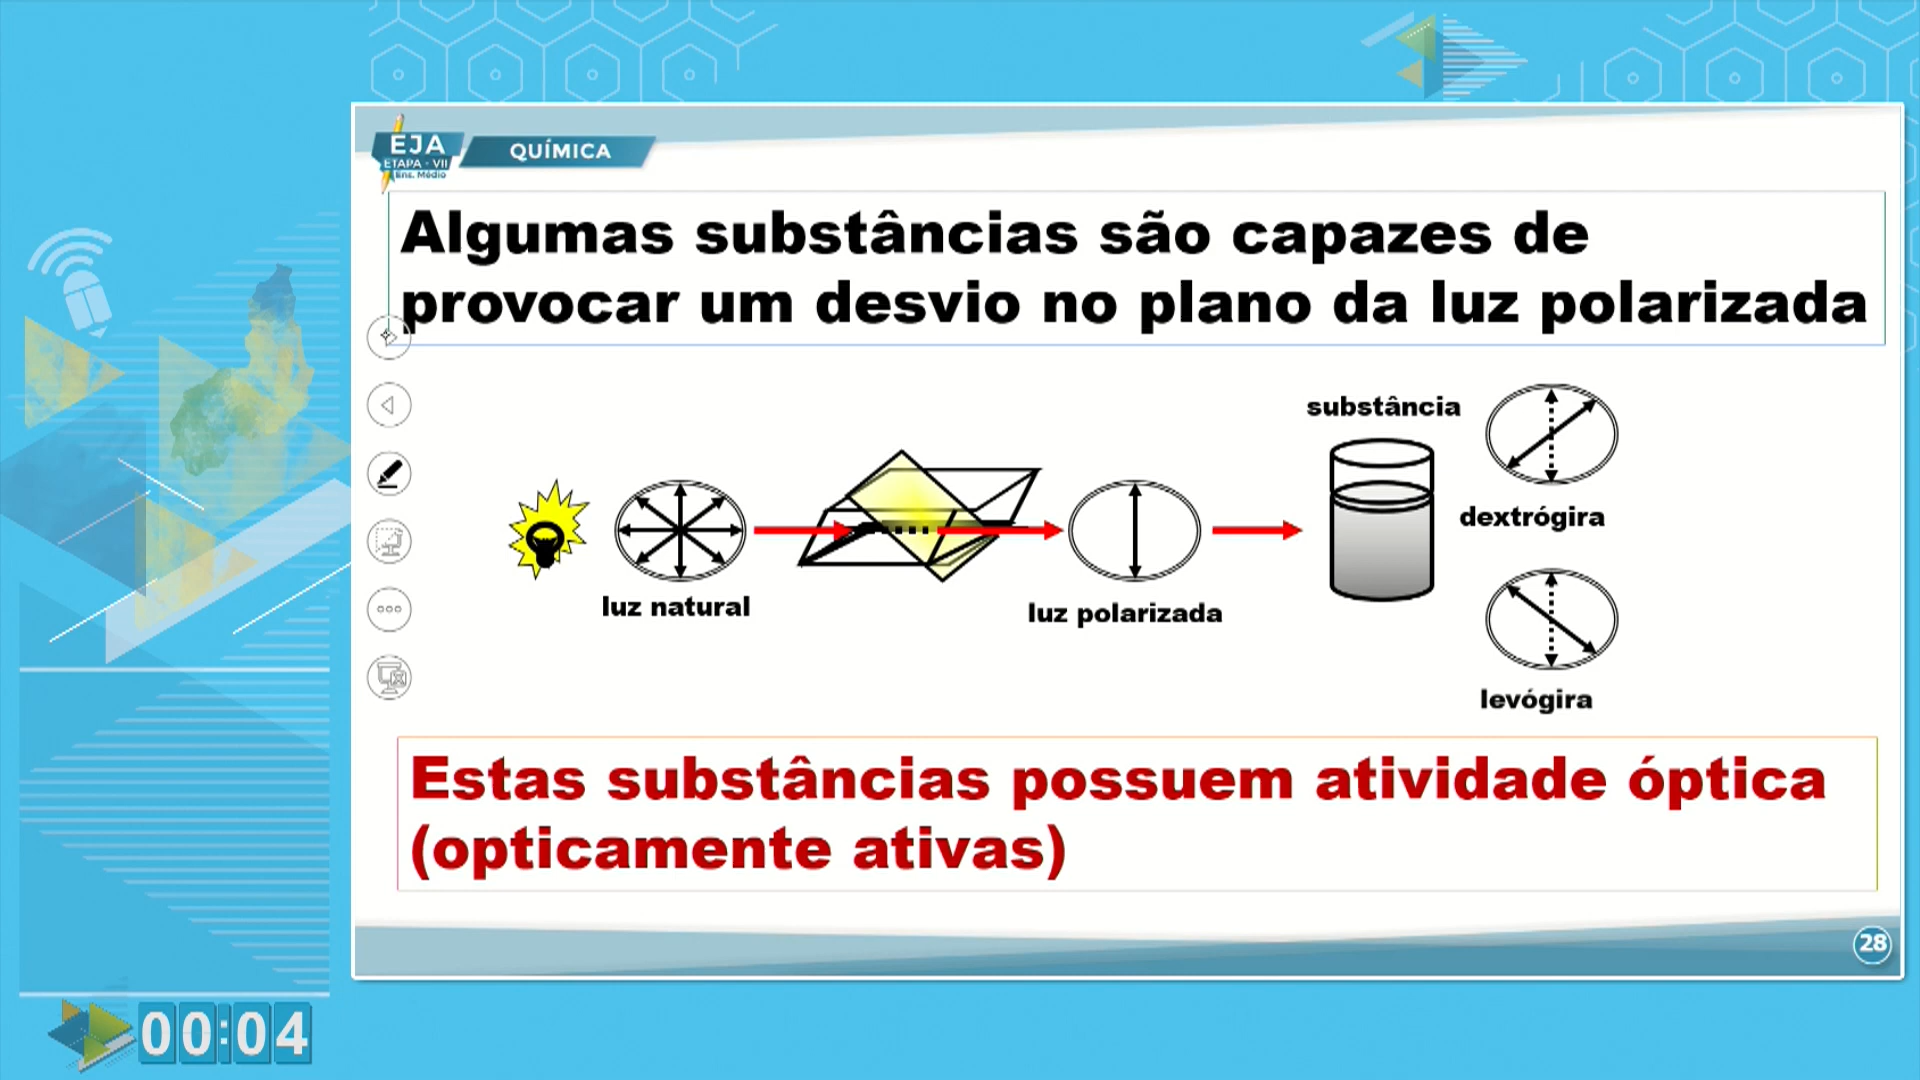 EJA
ETAPA - VII
Ens. Médio
QUÍMICA
Algumas substâncias são capazes de
provocar um desvio no plano da luz polarizada
substância
dextrógira
luz natural
luz polarizada
levógira
Estas substâncias possuem atividade óptica
(opticamente ativas)
28
00:04